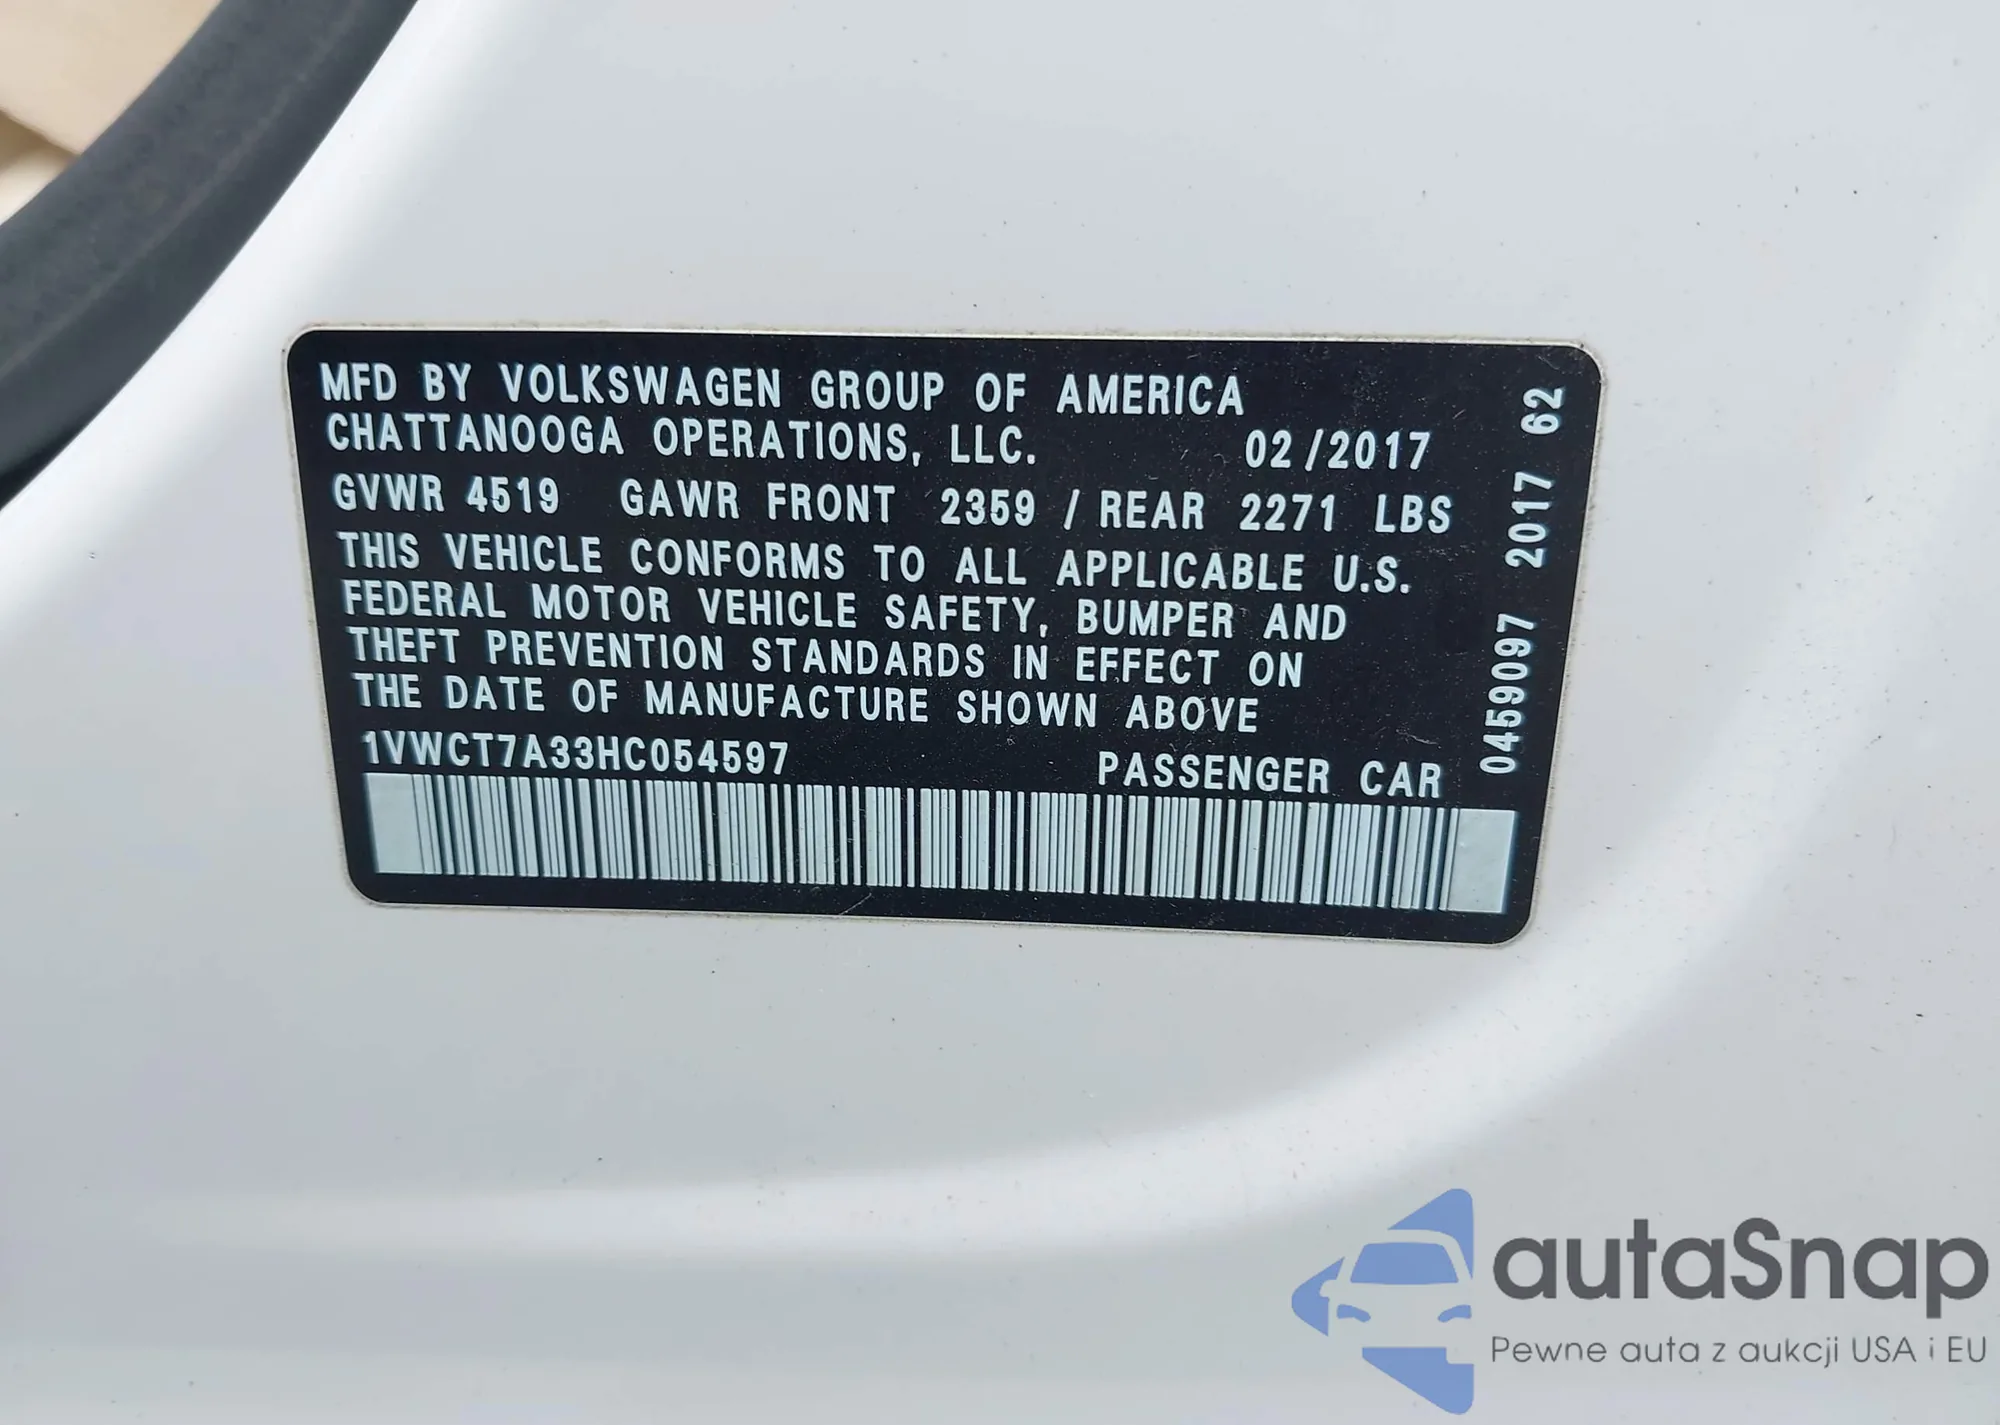 MFD BY VOLKSWAGEN GROUP OF AMERICA
CHATTANOOGA OPERATIONS, LLC. 02/2017
GVWR 4519 GAWR FRONT 2359 / REAR 2271 LBS
THIS VEHICLE CONFORMS TO ALL APPLICABLE U.S.
FEDERAL MOTOR VEHICLE SAFETY, BUMPER AND
THEFT PREVENTION STANDARDS IN EFFECT ON
THE DATE OF MANUFACTURE SHOWN ABOVE
1VWCT7A33HC054597 PASSENGER CAR
0459097 2017 62
autaSnap
Pewne auta z aukcji USA i EU